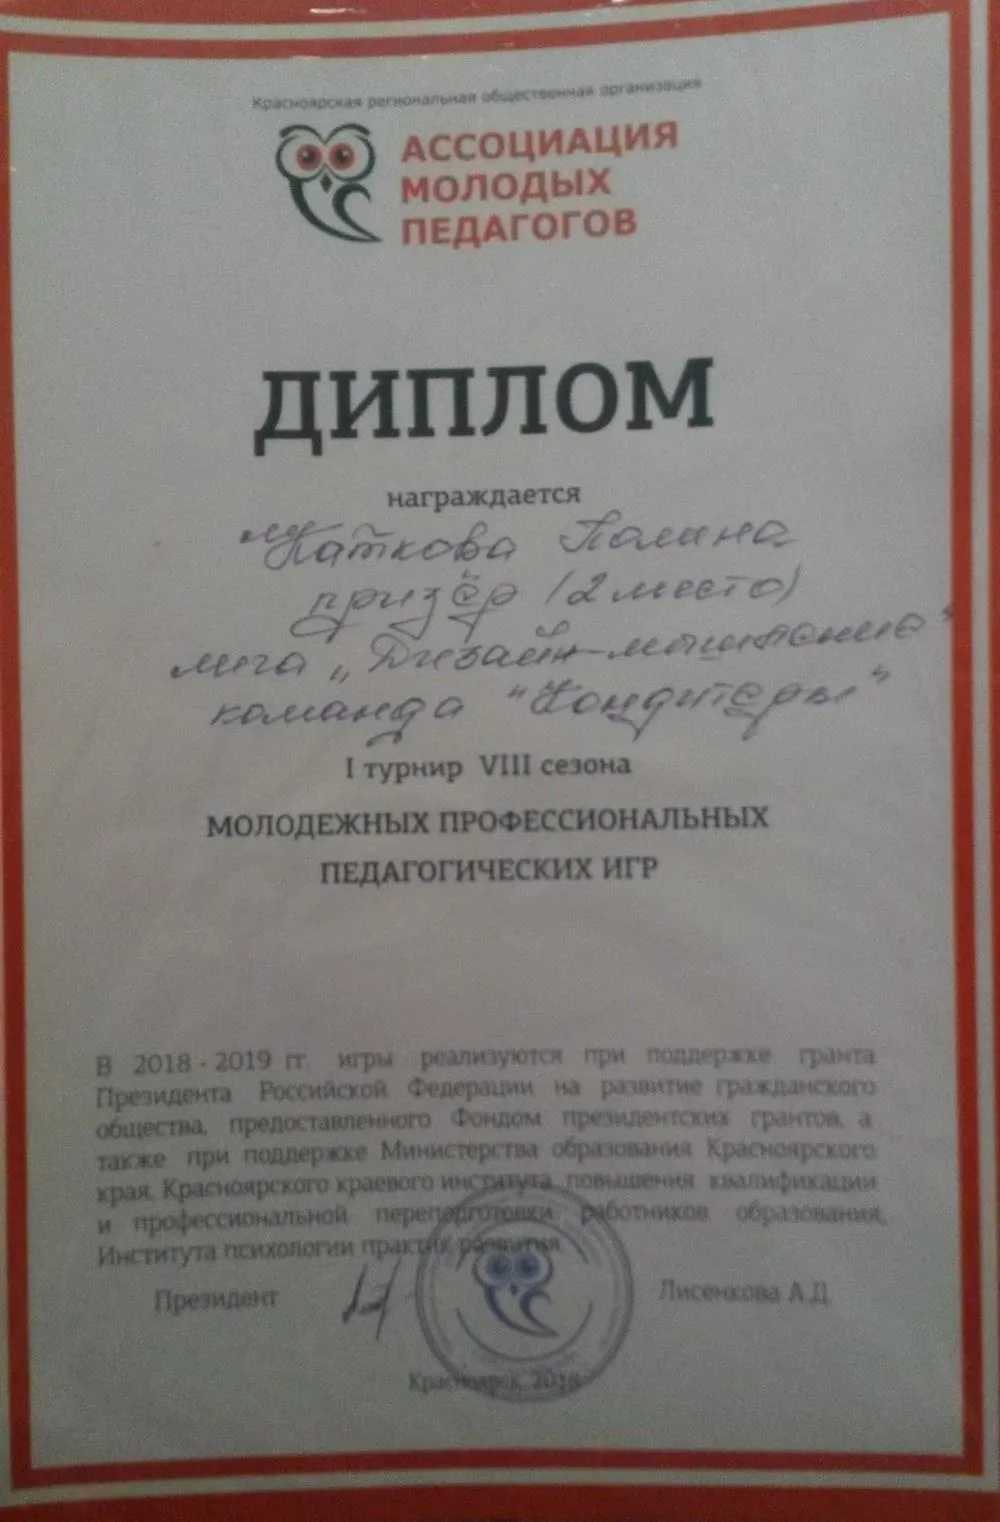 Красноярская региональная общественная организация
АССОЦИАЦИЯ
МОЛОДЫХ
ПЕДАГОГОВ
ДИПЛОМ
награждается
Каткова Полина
призёр (2 место)
лига „Дизайн-мышление"
команда "Кондитеры"
I турнир VIII сезона
МОЛОДЕЖНЫХ ПРОФЕССИОНАЛЬНЫХ
ПЕДАГОГИЧЕСКИХ ИГР
В 2018 - 2019 гг. игры реализуются при поддержке гранта
Президента Российской Федерации на развитие гражданского
общества, предоставленного Фондом президентских грантов, а
также при поддержке Министерства образования Красноярского
края, Красноярского краевого института повышения квалификации
и профессиональной переподготовки работников образования,
Института психологии практик развития
Президент Лисенкова А.Д.
Красноярск, 2018